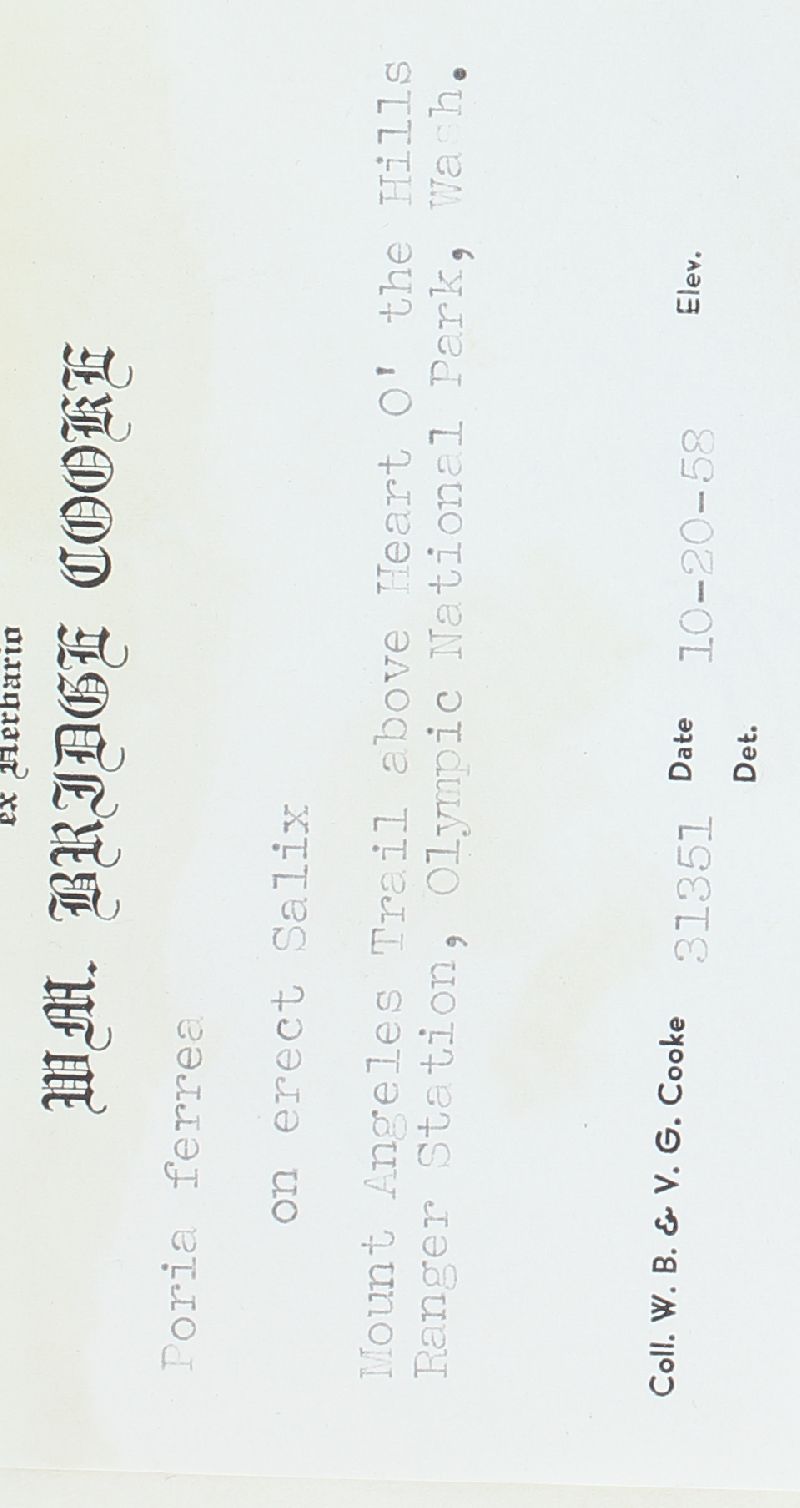 ex Herbario
WM. BRIDGE COOKE
Poria ferrea
on erect Salix
Mount Angeles Trail above Heart O' the Hills
Ranger Station, Olympic National Park, Wash.
Coll. W. B. & V. G. Cooke 31351 Date 10-20-58 Elev.
Det.